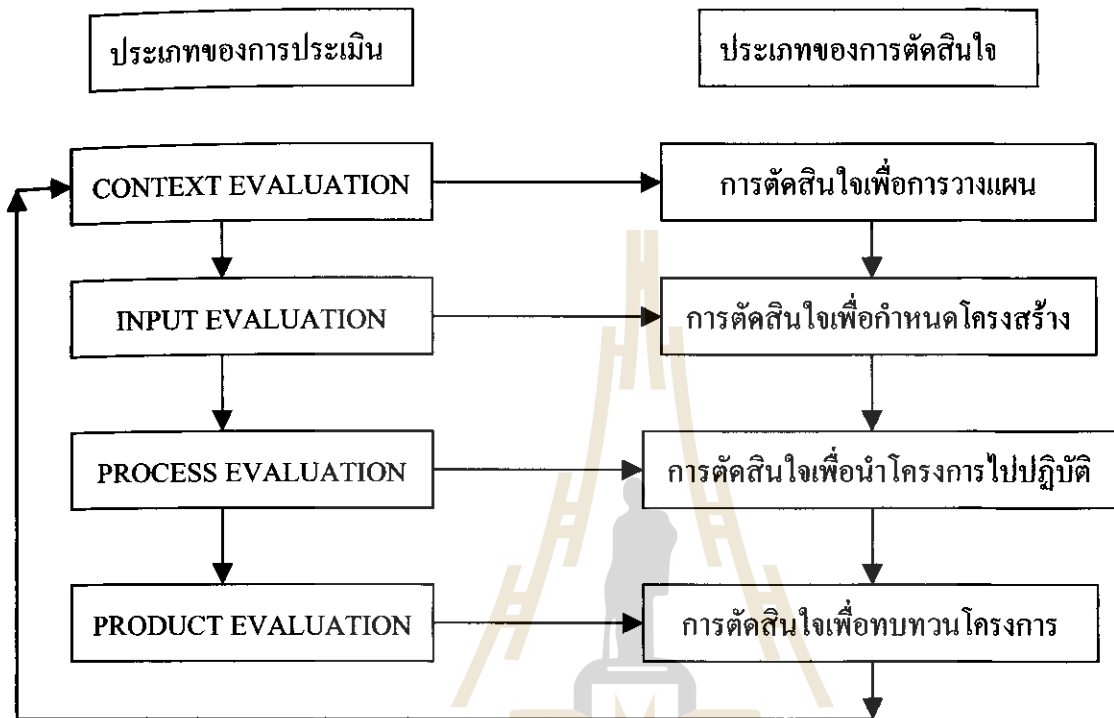 ประเภทของการประเมิน
ประเภทของการตัดสินใจ
CONTEXT EVALUATION
การตัดสินใจเพื่อการวางแผน
INPUT EVALUATION
การตัดสินใจเพื่อกำหนดโครงสร้าง
PROCESS EVALUATION
การตัดสินใจเพื่อนำโครงการไปปฏิบัติ
PRODUCT EVALUATION
การตัดสินใจเพื่อทบทวนโครงการ